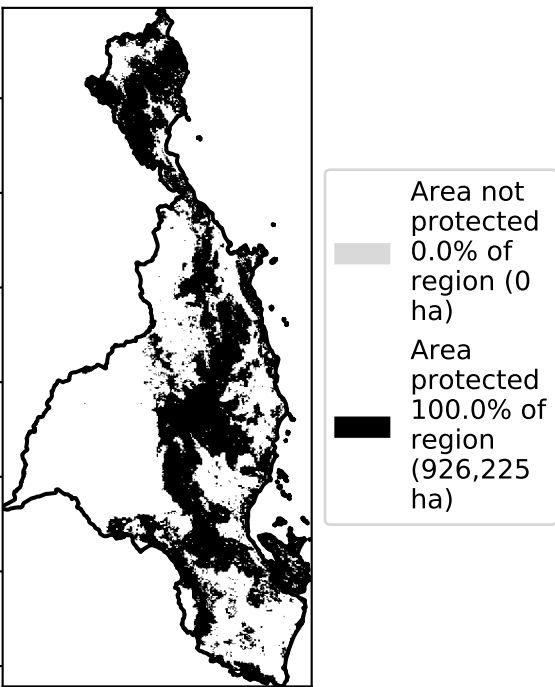 Area not
protected
0.0% of
region (0
ha)
Area
protected
100.0% of
region
(926,225
ha)